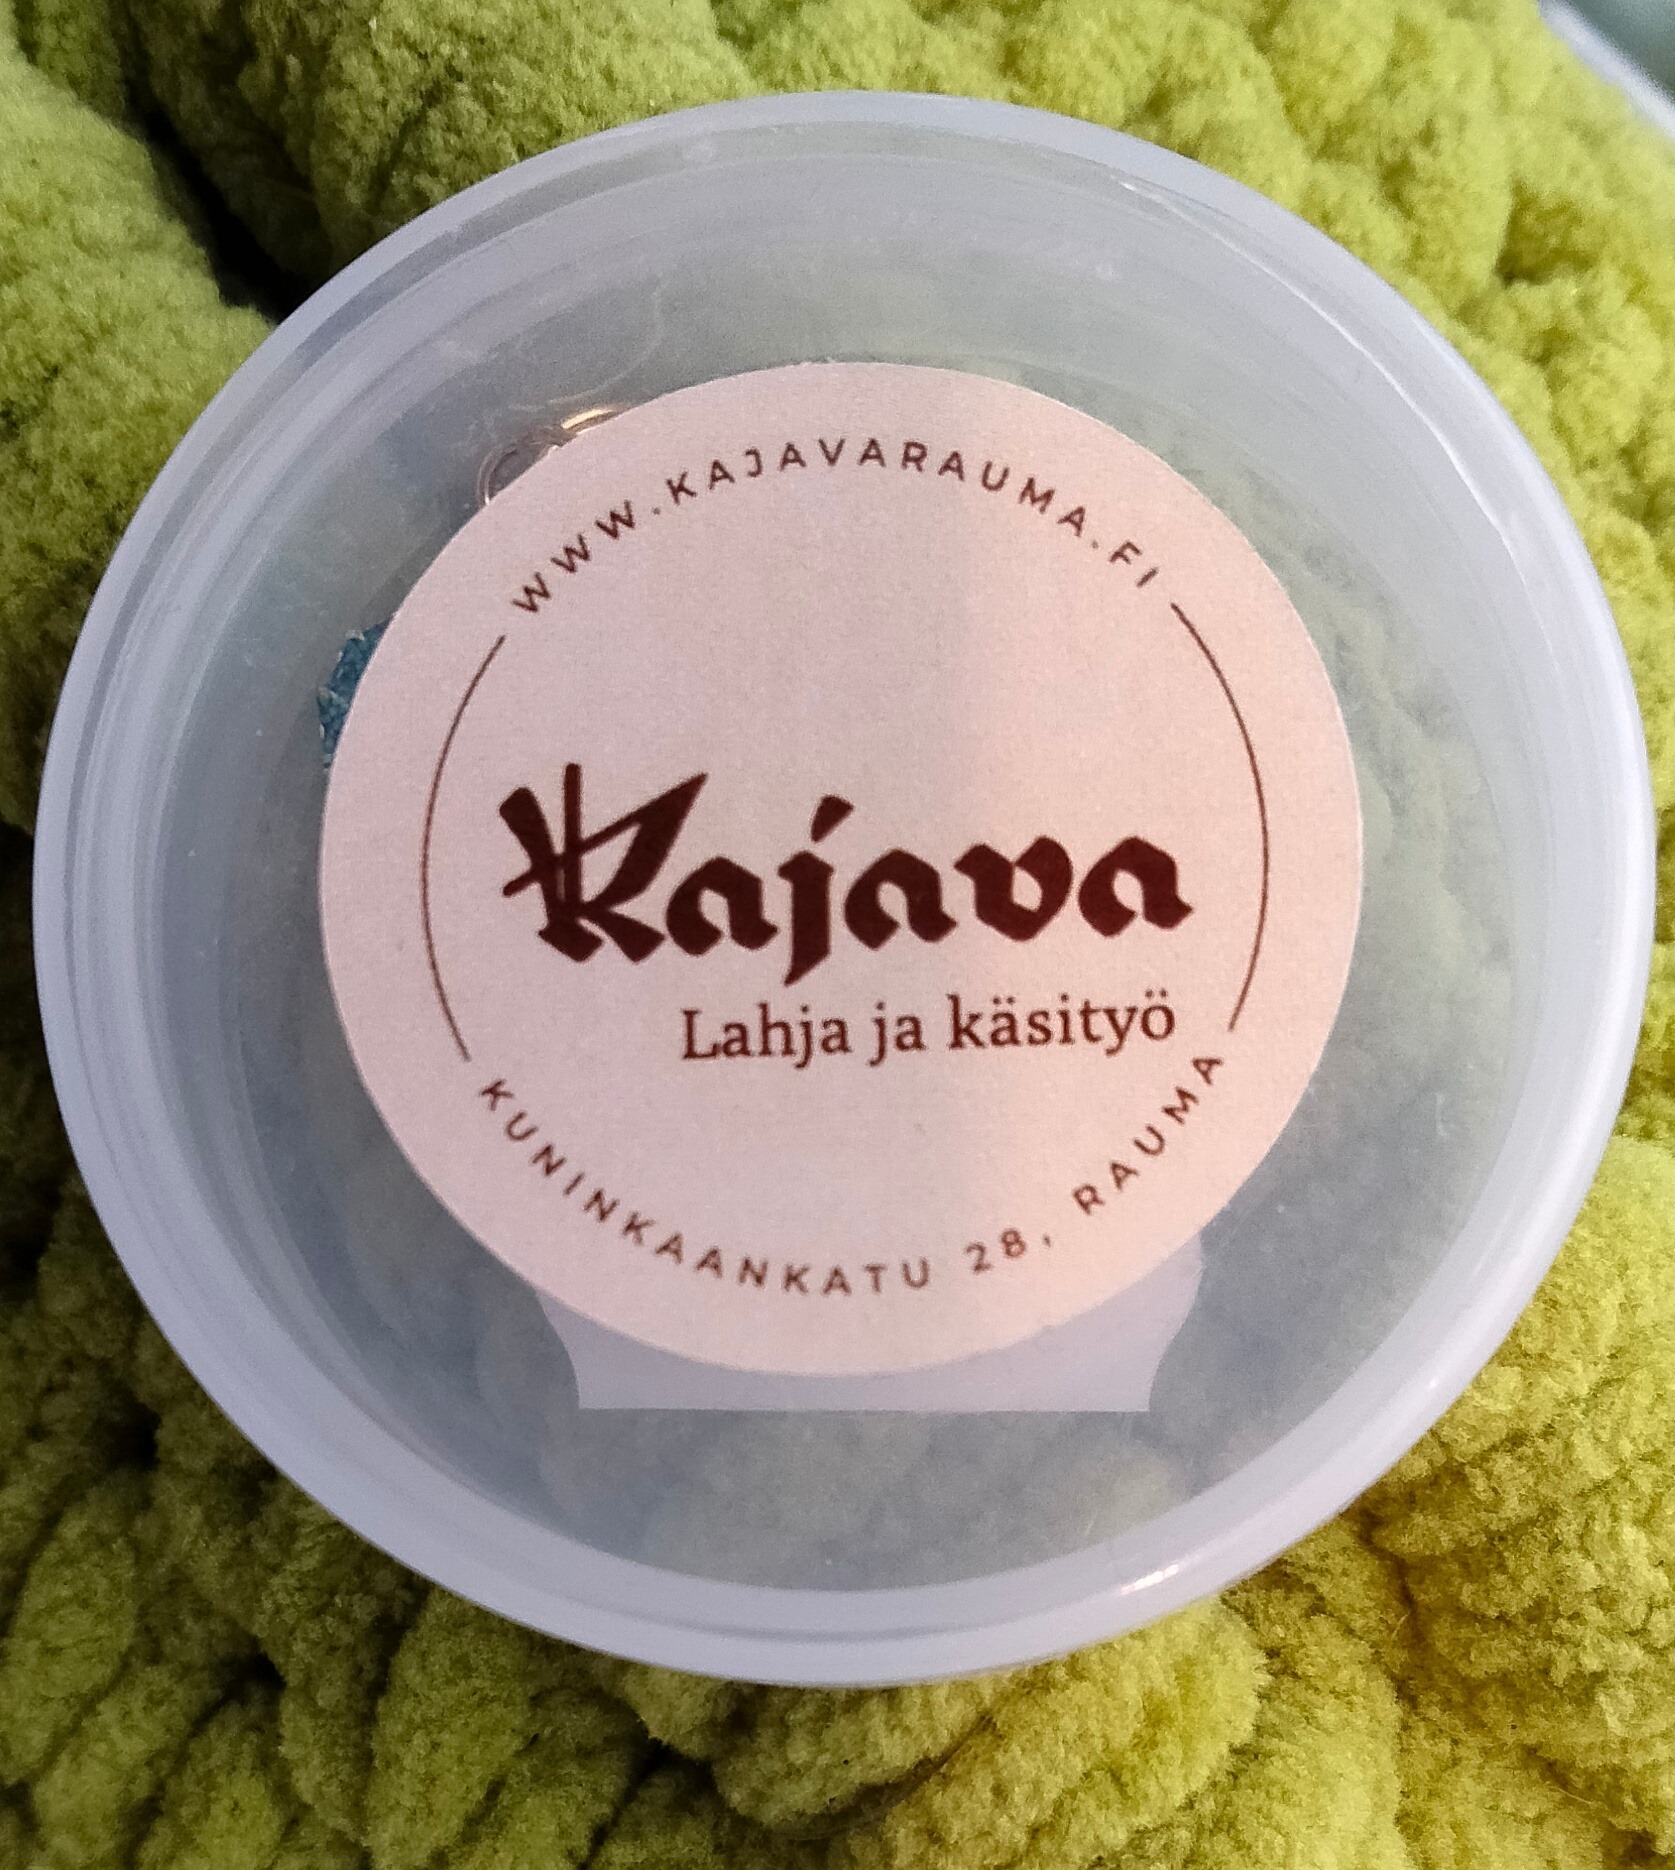 WWW.KAJAVARAUMA.FI
Kajava
Lahja ja käsityö
KUNINKAANKATU 28, RAUMA